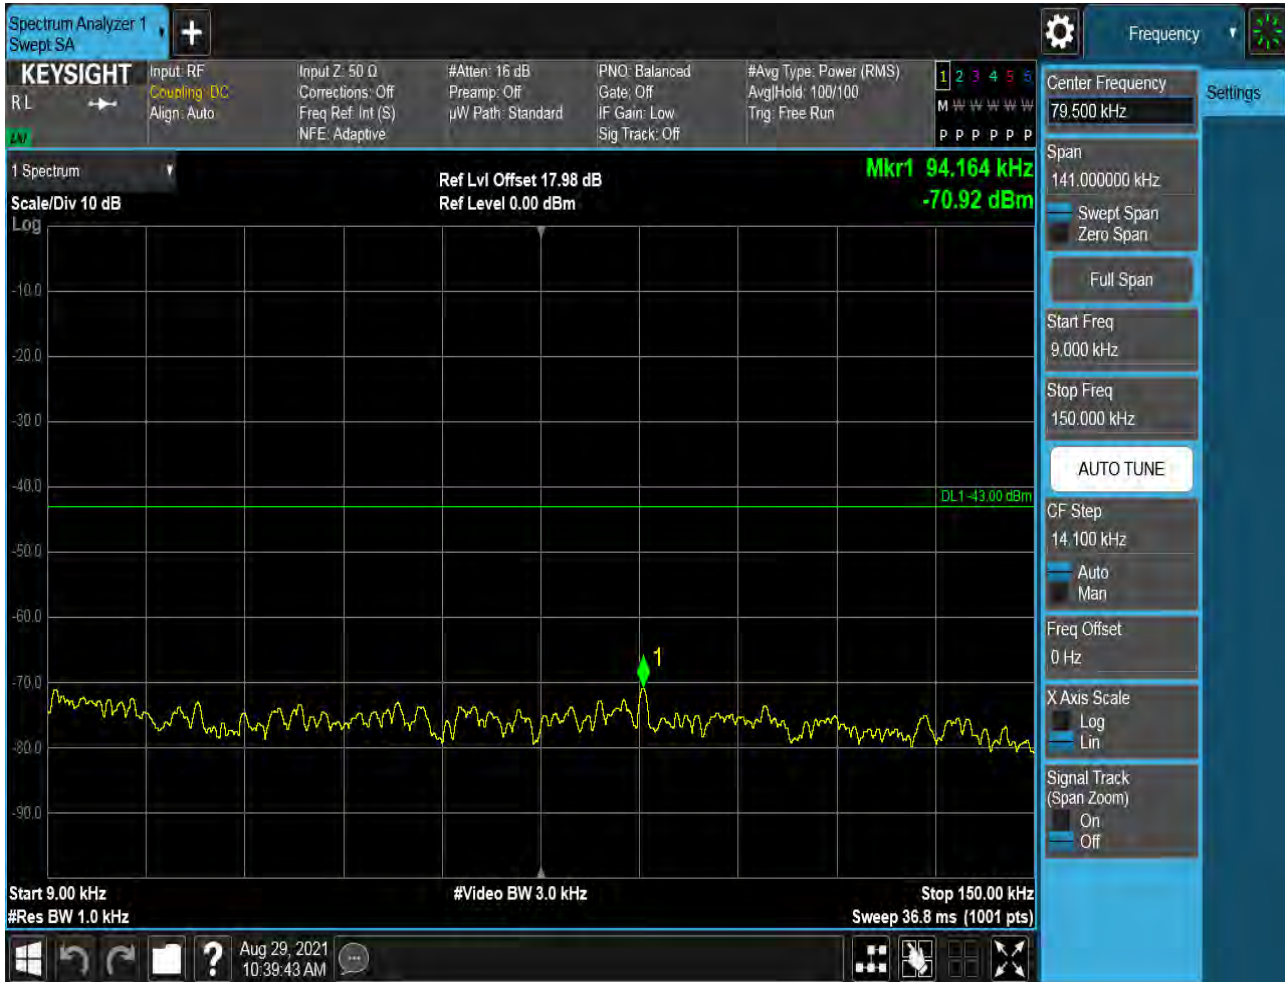 Spectrum Analyzer 1
Swept SA
Frequency
KEYSIGHT
R L
LXI
Input: RF
Coupling: DC
Align: Auto
Input Z: 50 Ω
Corrections: Off
Freq Ref: Int (S)
NFE: Adaptive
#Atten: 16 dB
Preamp: Off
µW Path: Standard
PNO: Balanced
Gate: Off
IF Gain: Low
Sig Track: Off
#Avg Type: Power (RMS)
Avg|Hold: 100/100
Trig: Free Run
1 2 3 4 5 6
M W W W W W
P P P P P P
1 Spectrum
Scale/Div 10 dB
Log
Ref Lvl Offset 17.98 dB
Ref Level 0.00 dBm
Mkr1 94.164 kHz
-70.92 dBm
-10.0
-20.0
-30.0
-40.0
DL1 -43.00 dBm
-50.0
-60.0
1
-70.0
-80.0
-90.0
Start 9.00 kHz
#Video BW 3.0 kHz
Stop 150.00 kHz
#Res BW 1.0 kHz
Sweep 36.8 ms (1001 pts)
?
Aug 29, 2021
10:39:43 AM
Center Frequency
79.500 kHz
Settings
Span
141.000000 kHz
Swept Span
Zero Span
Full Span
Start Freq
9.000 kHz
Stop Freq
150.000 kHz
AUTO TUNE
CF Step
14.100 kHz
Auto
Man
Freq Offset
0 Hz
X Axis Scale
Log
Lin
Signal Track
(Span Zoom)
On
Off